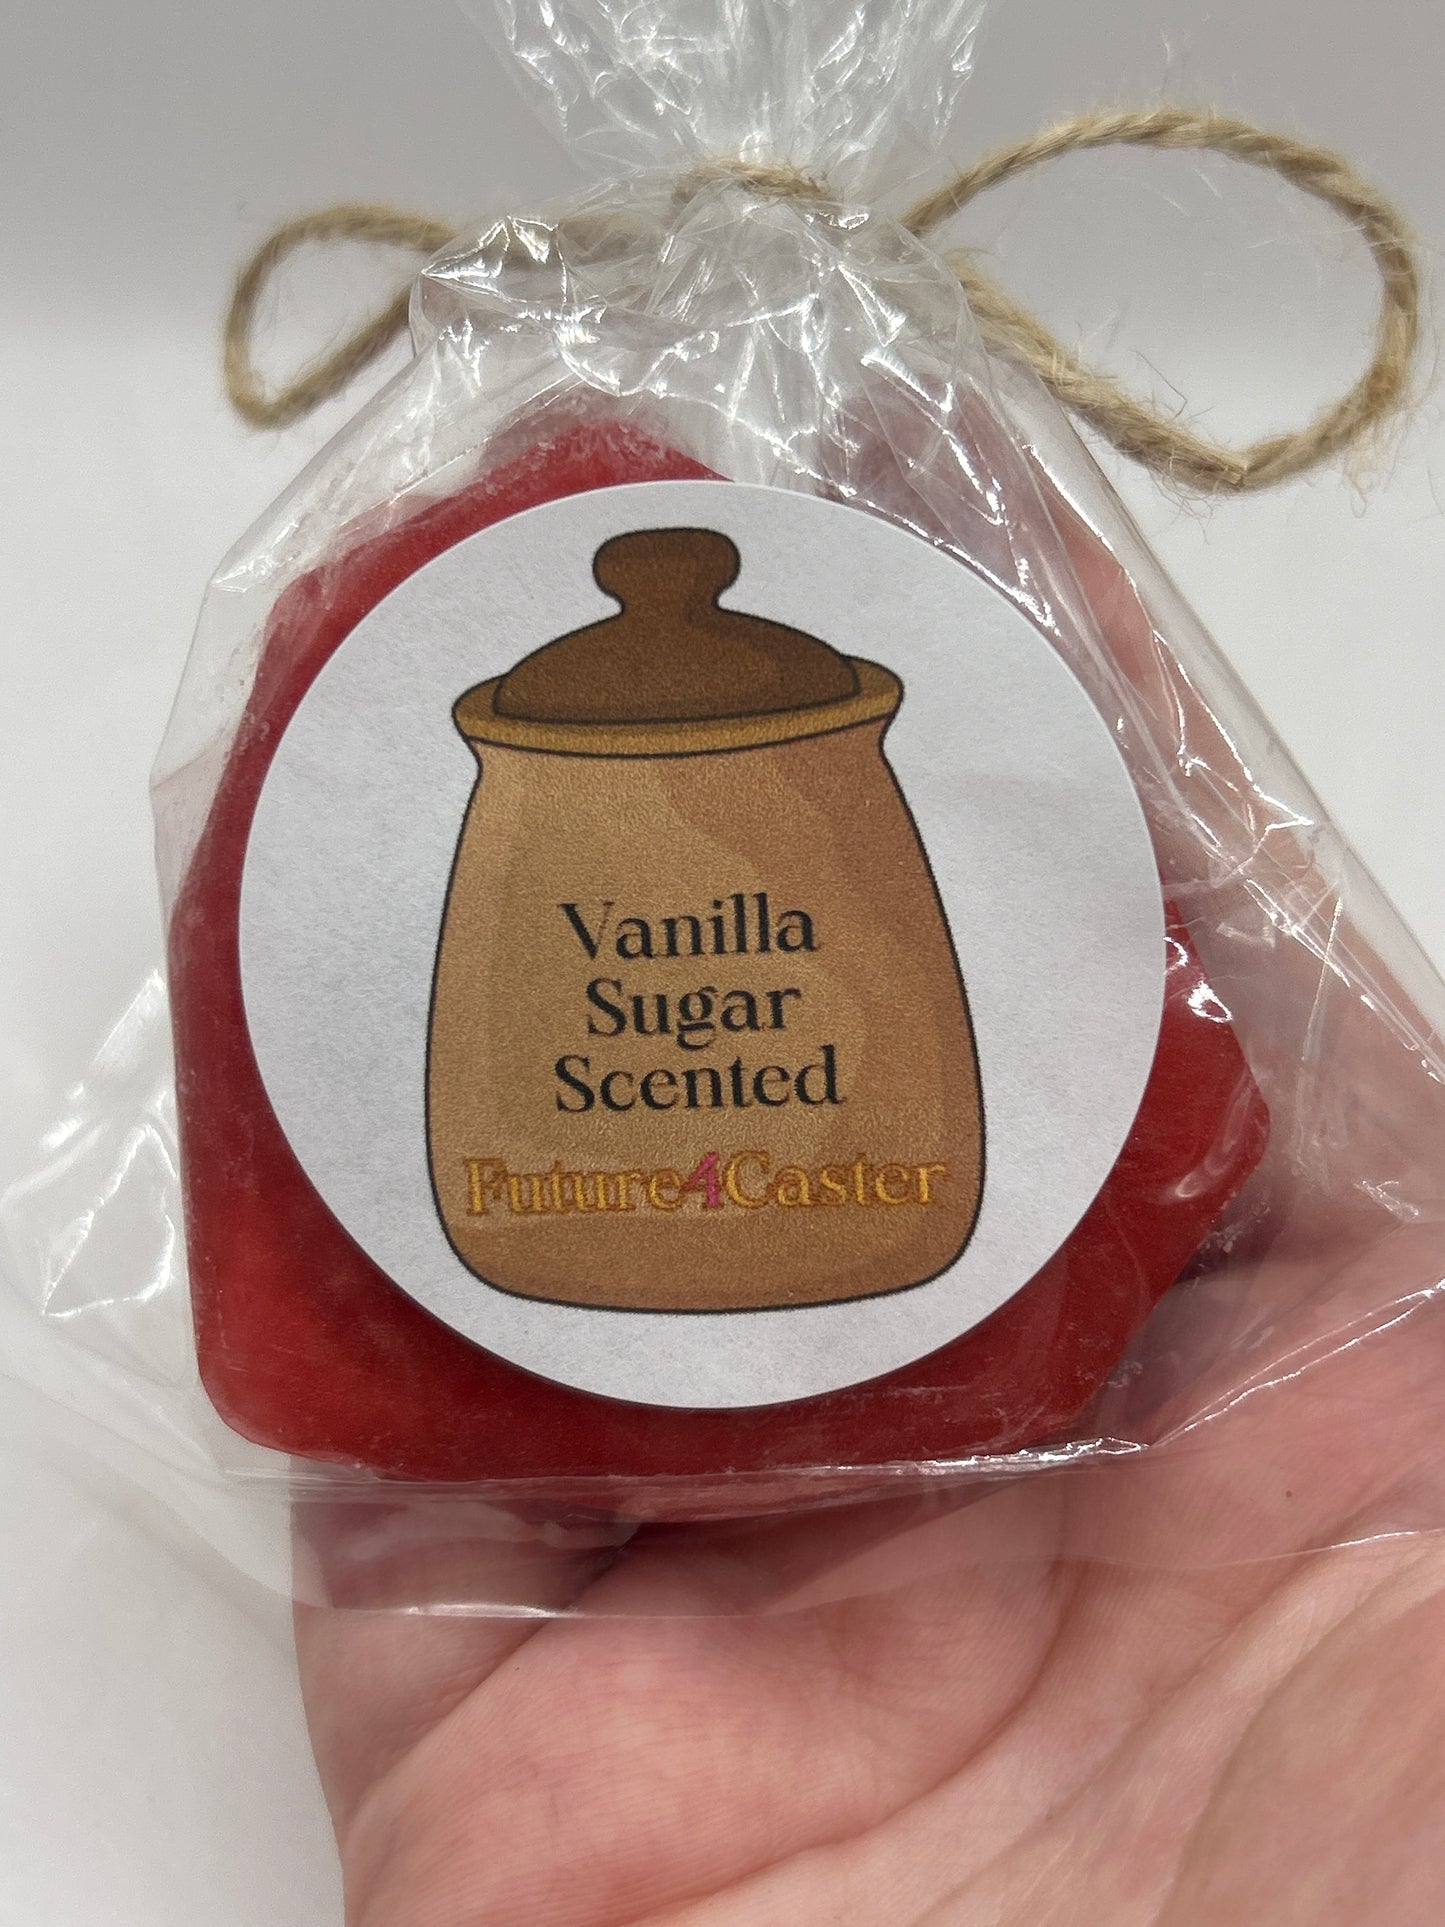 Vanilla
Sugar
Scented
Future4Caster